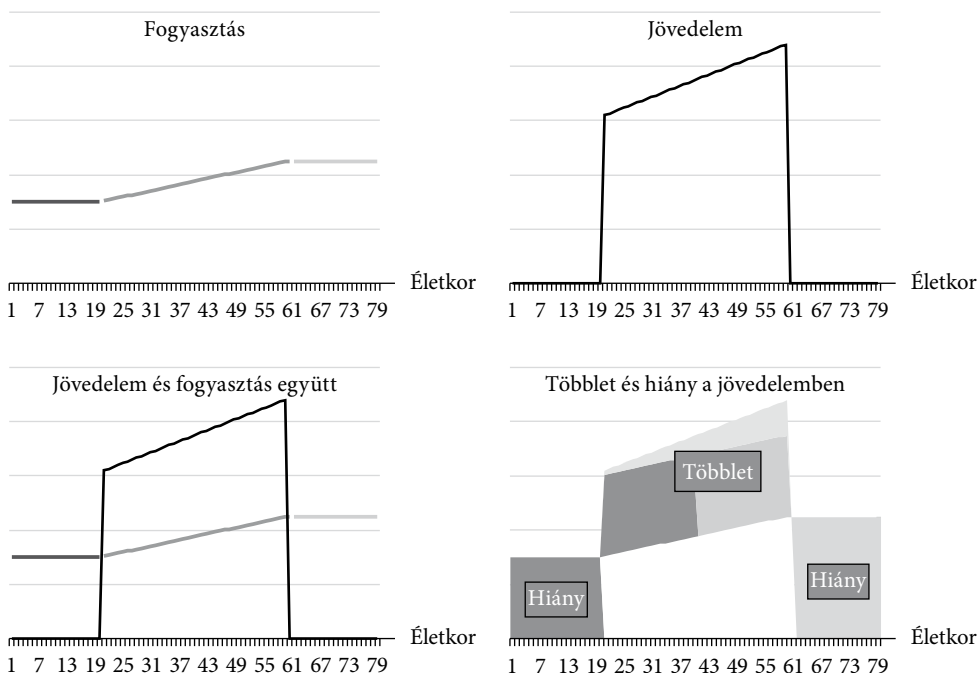 Fogyasztás
Életkor
1 7 13 19 25 31 37 43 49 55 61 67 73 79
Jövedelem
Életkor
1 7 13 19 25 31 37 43 49 55 61 67 73 79
Jövedelem és fogyasztás együtt
Életkor
1 7 13 19 25 31 37 43 49 55 61 67 73 79
Többlet és hiány a jövedelemben
Többlet
Hiány
Hiány
Életkor
1 7 13 19 25 31 37 43 49 55 61 67 73 79